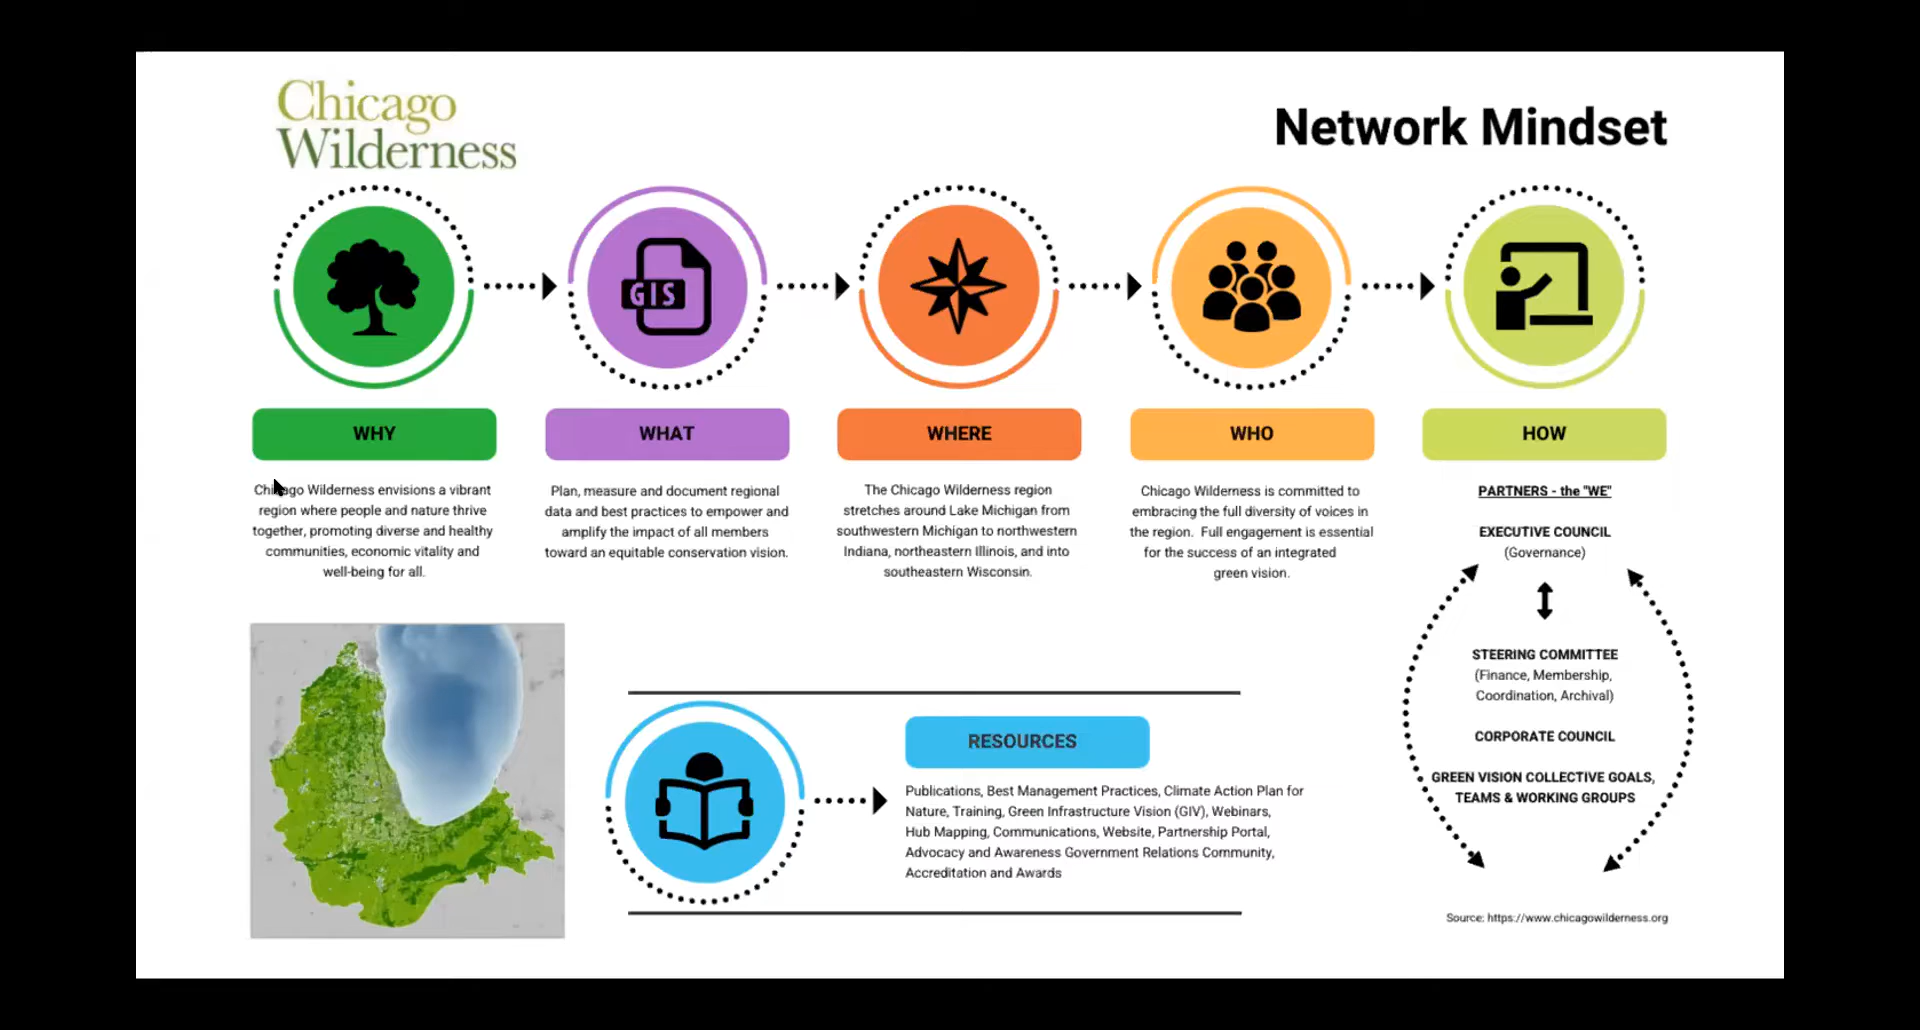 Chicago
Wilderness
Network Mindset
GIS
WHY
WHAT
WHERE
WHO
HOW
Chicago Wilderness envisions a vibrant
region where people and nature thrive
together, promoting diverse and healthy
communities, economic vitality and
well-being for all.
Plan, measure and document regional
data and best practices to empower and
amplify the impact of all members
toward an equitable conservation vision.
The Chicago Wilderness region
stretches around Lake Michigan from
southwestern Michigan to northwestern
Indiana, northeastern Illinois, and into
southeastern Wisconsin.
Chicago Wilderness is committed to
embracing the full diversity of voices in
the region. Full engagement is essential
for the success of an integrated
green vision.
PARTNERS - the "WE"
EXECUTIVE COUNCIL
(Governance)
STEERING COMMITTEE
(Finance, Membership,
Coordination, Archival)
CORPORATE COUNCIL
GREEN VISION COLLECTIVE GOALS,
TEAMS & WORKING GROUPS
RESOURCES
Publications, Best Management Practices, Climate Action Plan for
Nature, Training, Green Infrastructure Vision (GIV), Webinars,
Hub Mapping, Communications, Website, Partnership Portal,
Advocacy and Awareness Government Relations Community,
Accreditation and Awards
Source: https://www.chicagowilderness.org